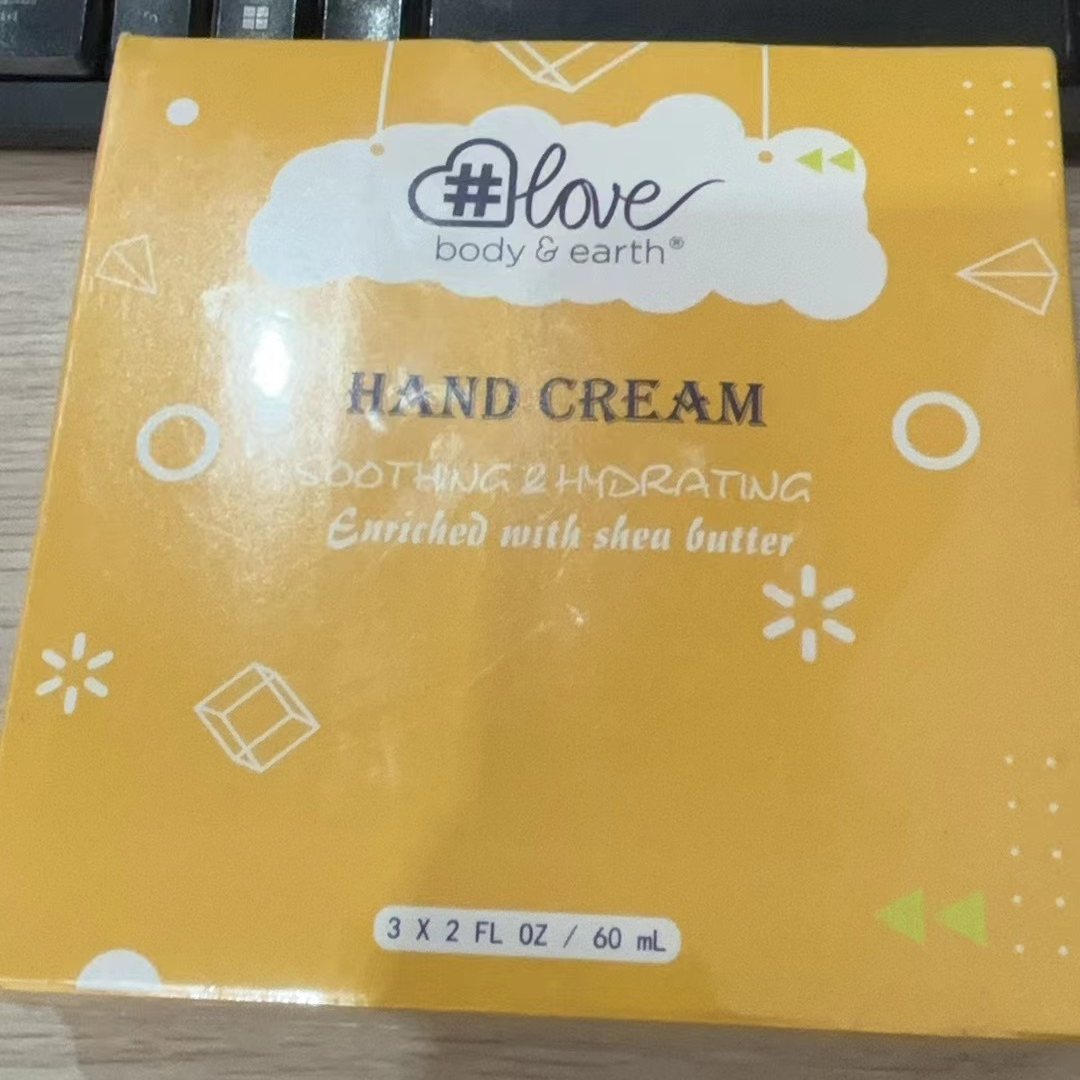 #love
body & earth®
HAND CREAM
SOOTHING & HYDRATING
Enriched with shea butter
3 X 2 FL OZ / 60 mL